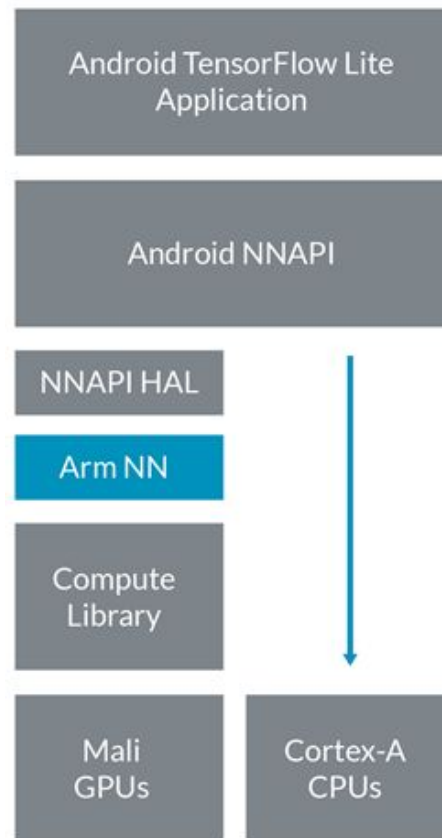 Android TensorFlow Lite
Application
Android NNAPI
NNAPI HAL
Arm NN
Compute
Library
Mali
GPUs
Cortex-A
CPUs